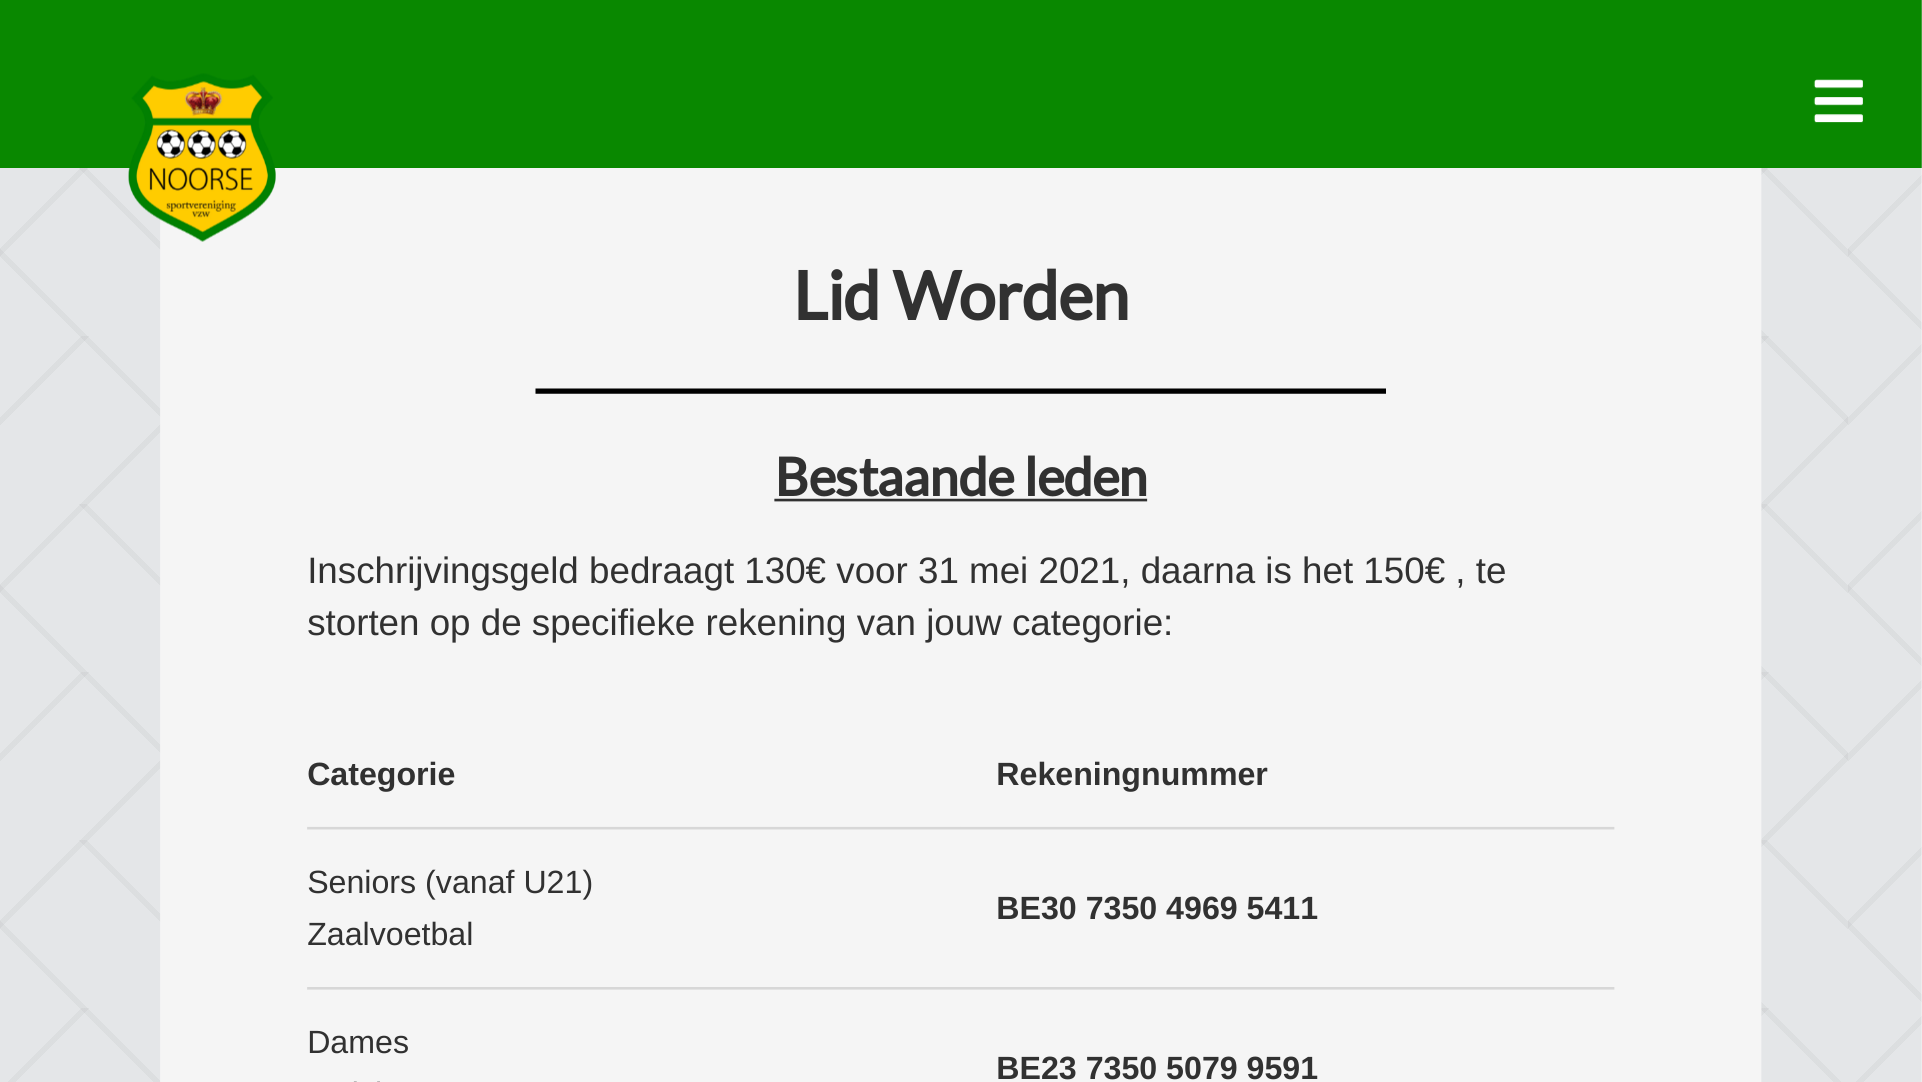 NOORSE
sportvereniging
vzw
Lid Worden
Bestaande leden
Inschrijvingsgeld bedraagt 130€ voor 31 mei 2021, daarna is het 150€ , te
storten op de specifieke rekening van jouw categorie:
Categorie Rekeningnummer
Seniors (vanaf U21)
Zaalvoetbal
BE30 7350 4969 5411
Dames
BE23 7350 5079 9591